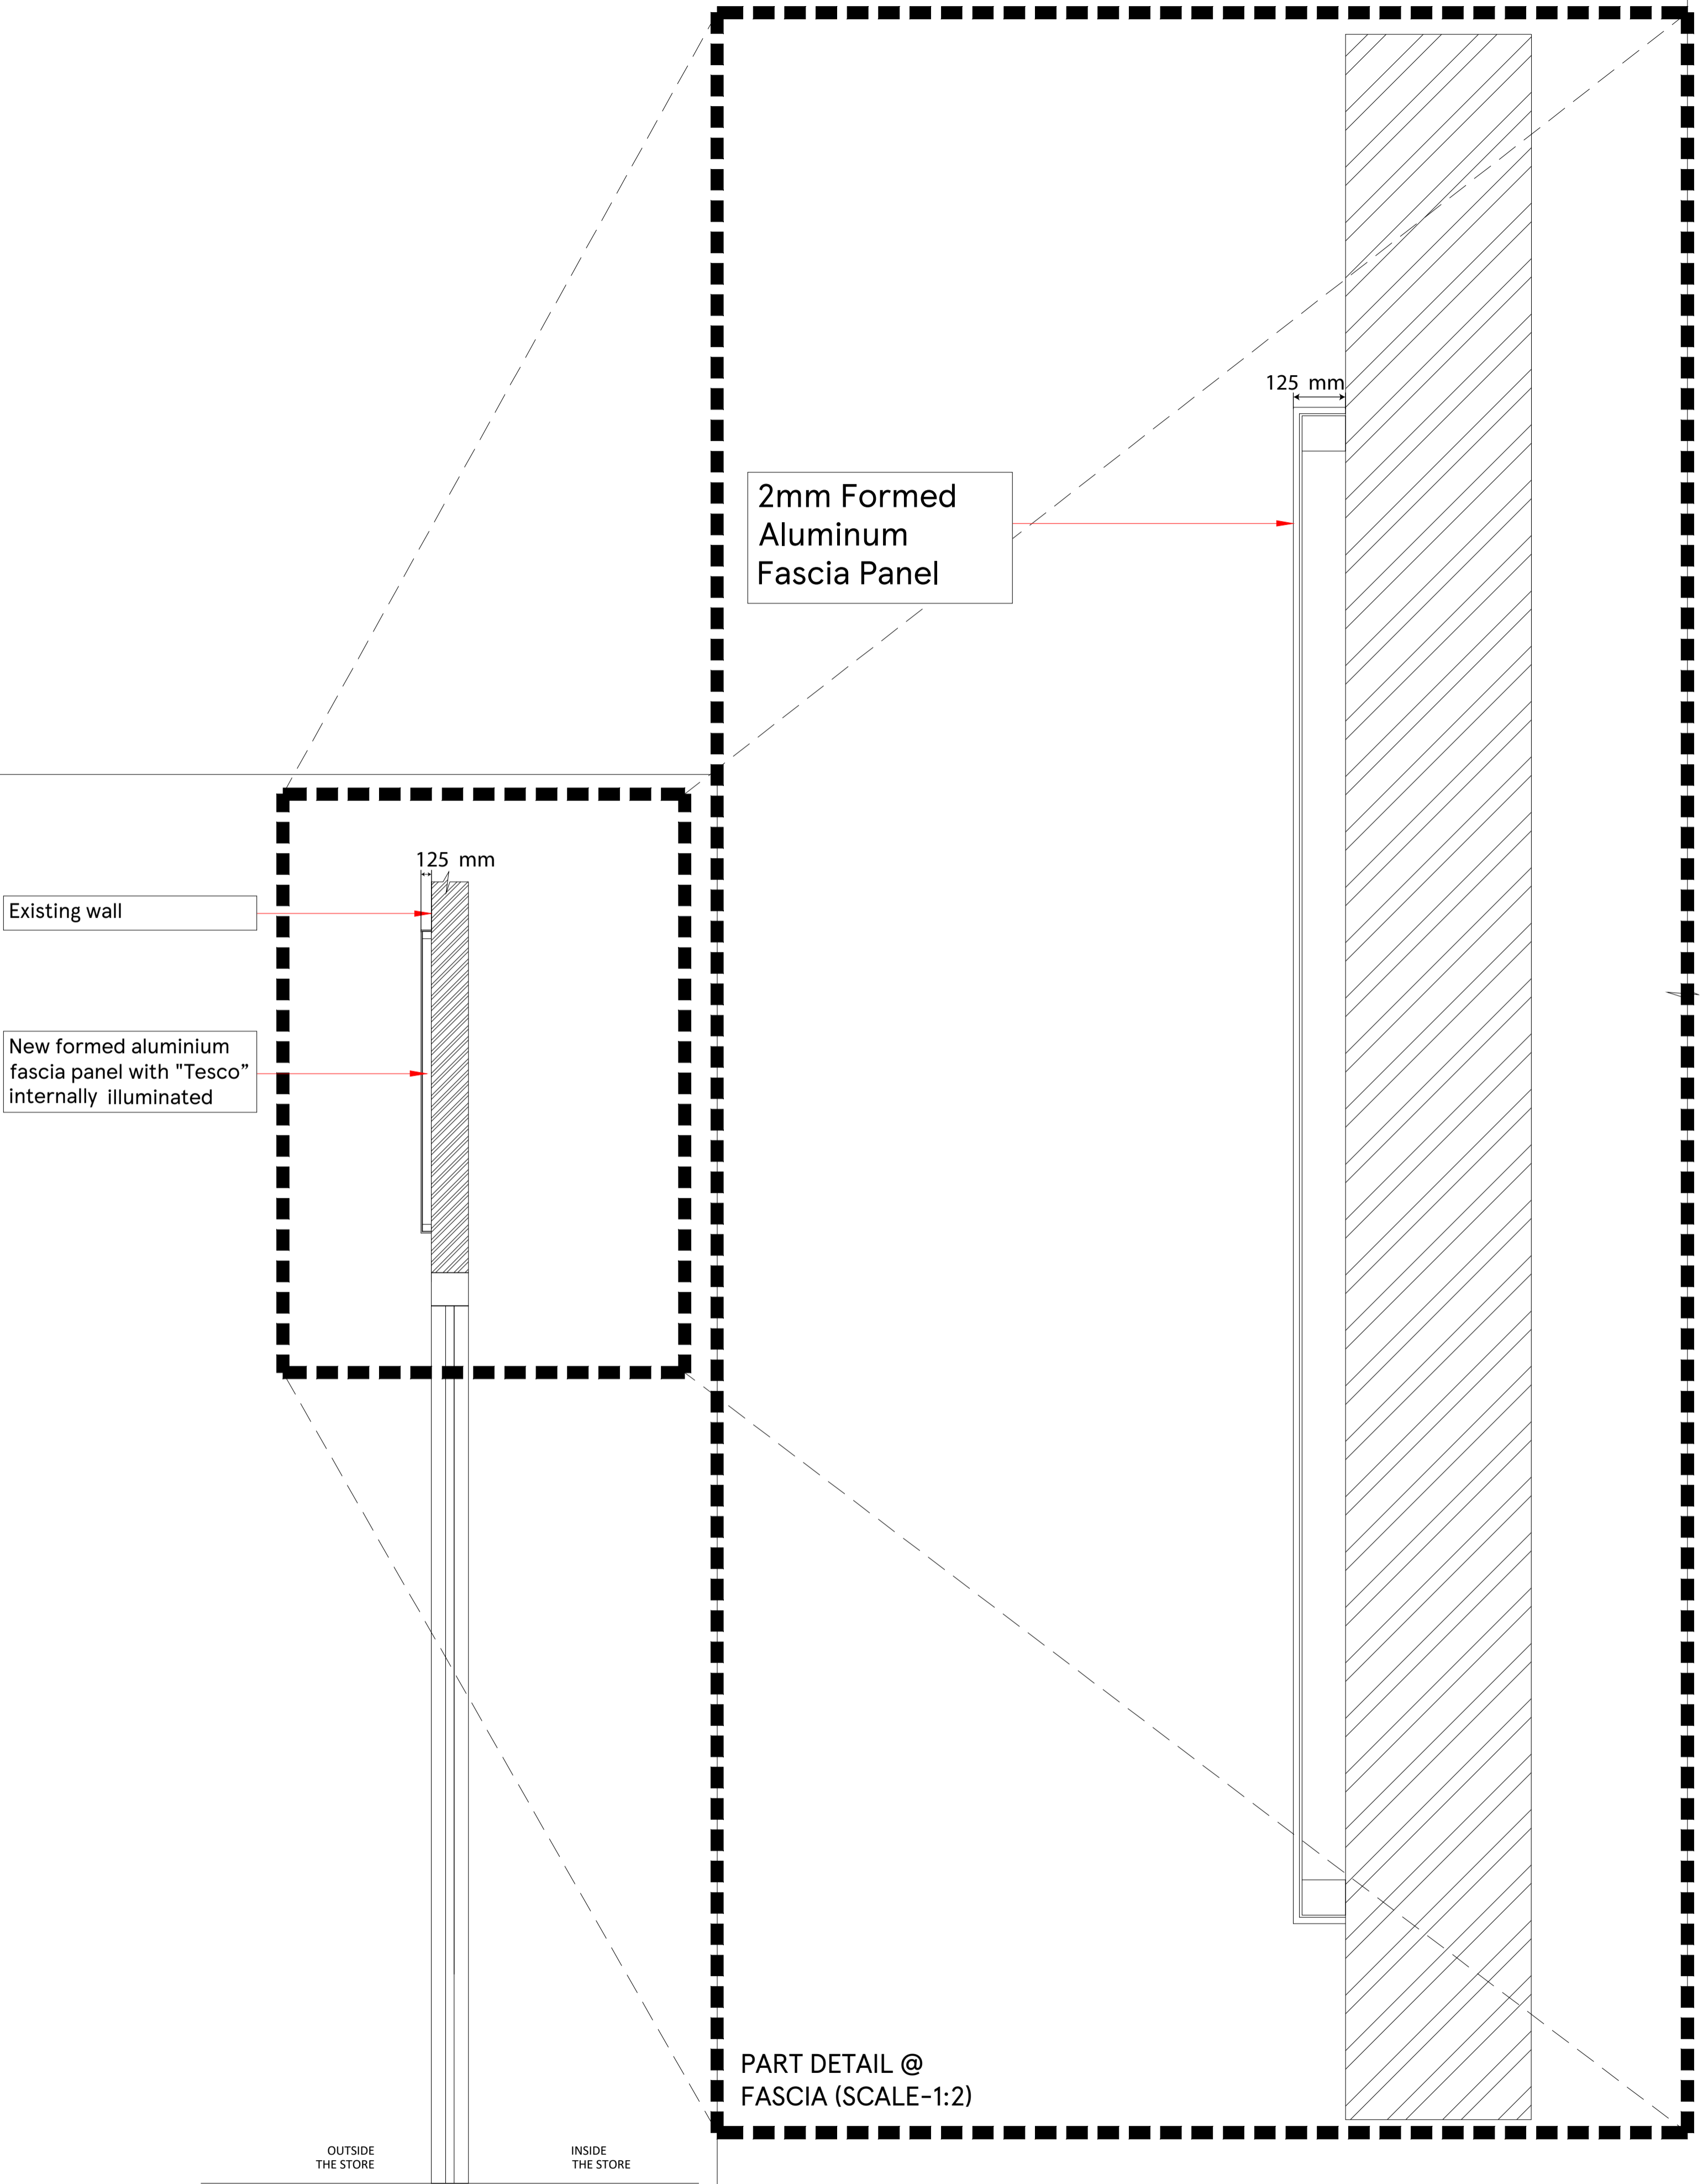 125 mm
2mm Formed
Aluminum
Fascia Panel
125 mm
Existing wall
New formed aluminium
fascia panel with "Tesco”
internally illuminated
PART DETAIL @
FASCIA (SCALE-1:2)
OUTSIDE
THE STORE
INSIDE
THE STORE